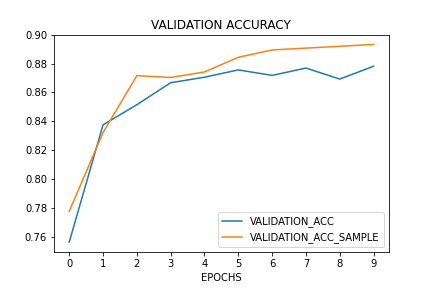 VALIDATION ACCURACY
0.90
0.88
0.86
0.84
0.82
0.80
0.78
0.76
VALIDATION_ACC
VALIDATION_ACC_SAMPLE
0 1 2 3 4 5 6 7 8 9
EPOCHS